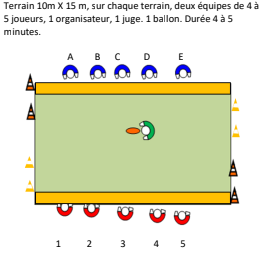 Terrain 10m X 15 m, sur chaque terrain, deux équipes de 4 à
5 joueurs, 1 organisateur, 1 juge. 1 ballon. Durée 4 à 5
minutes.
A B C D E
1 2 3 4 5